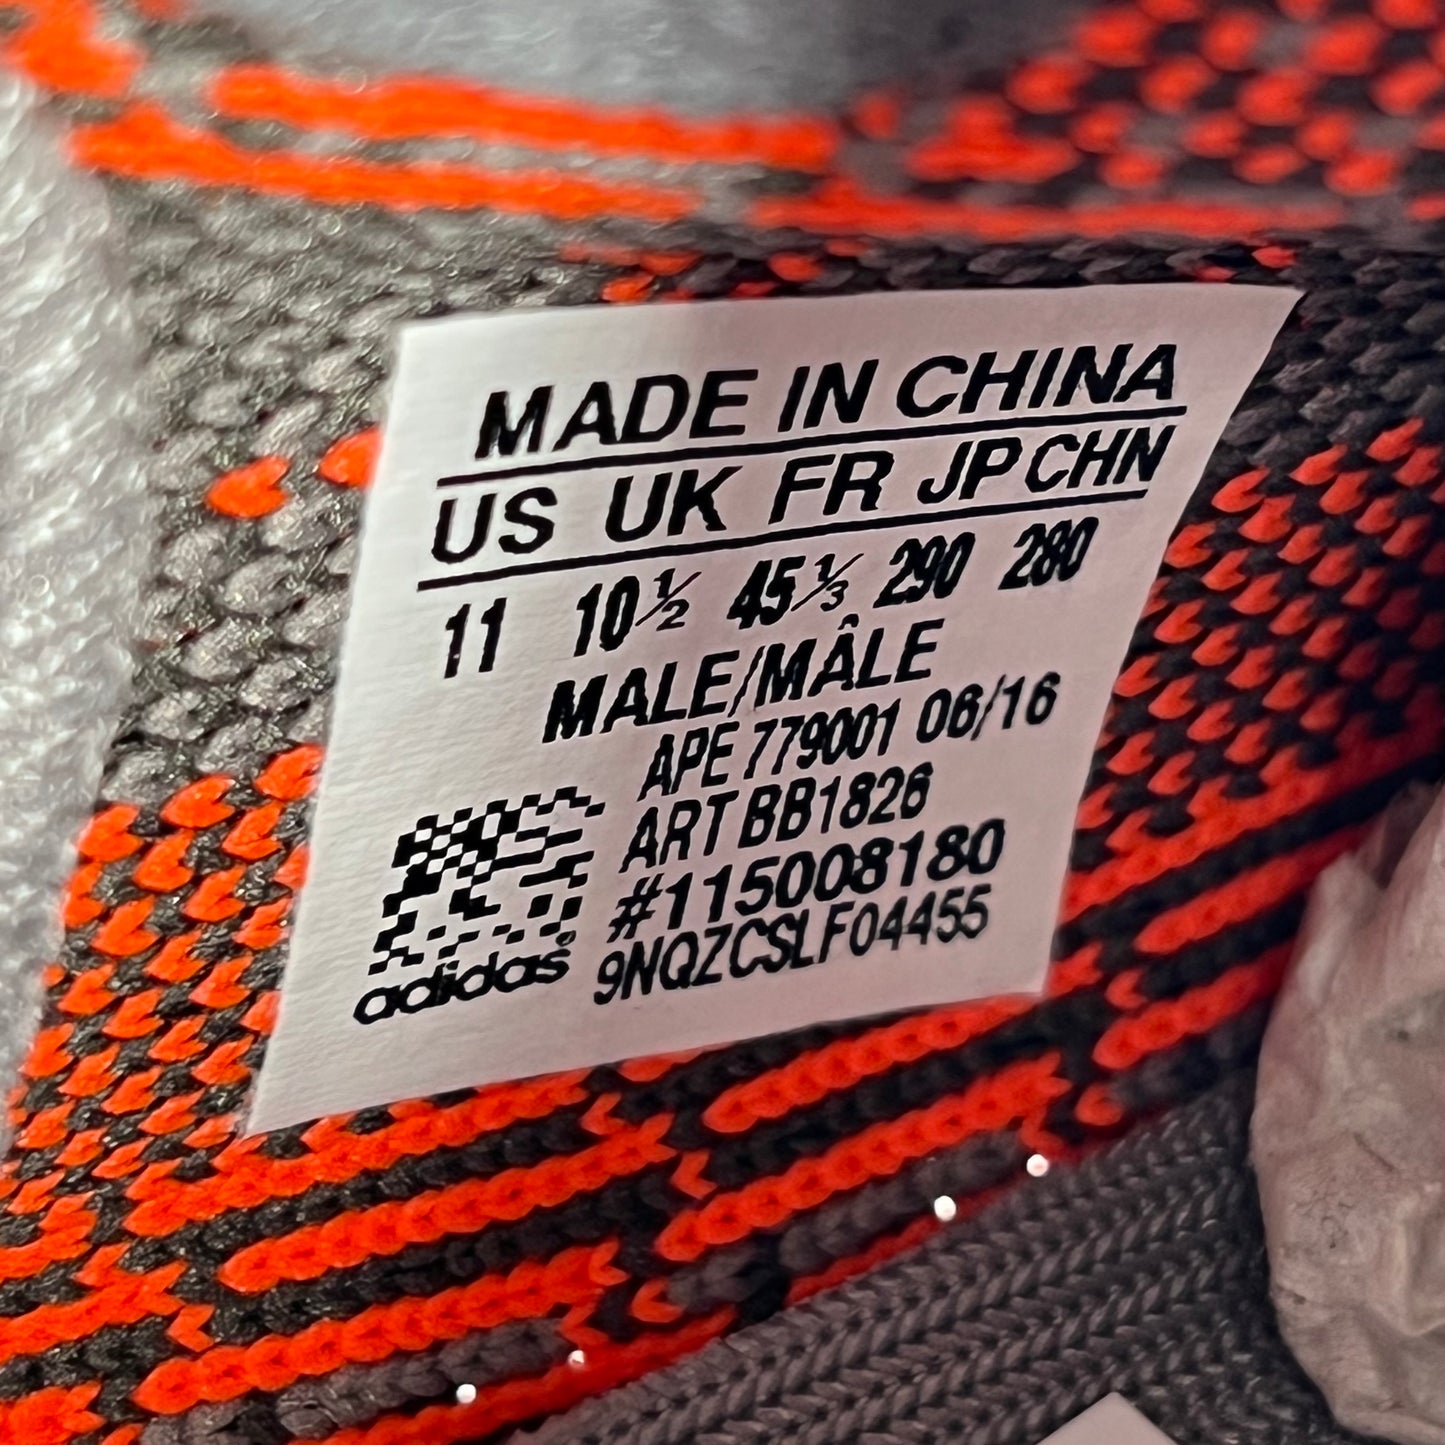 MADE IN CHINA
US UK FR JP CHN
11 10½ 45⅓ 290 280
MALE/MÂLE
APE 779001 06/16
ART BB1826
#115008180
9NQZCSLF04455
adidas®